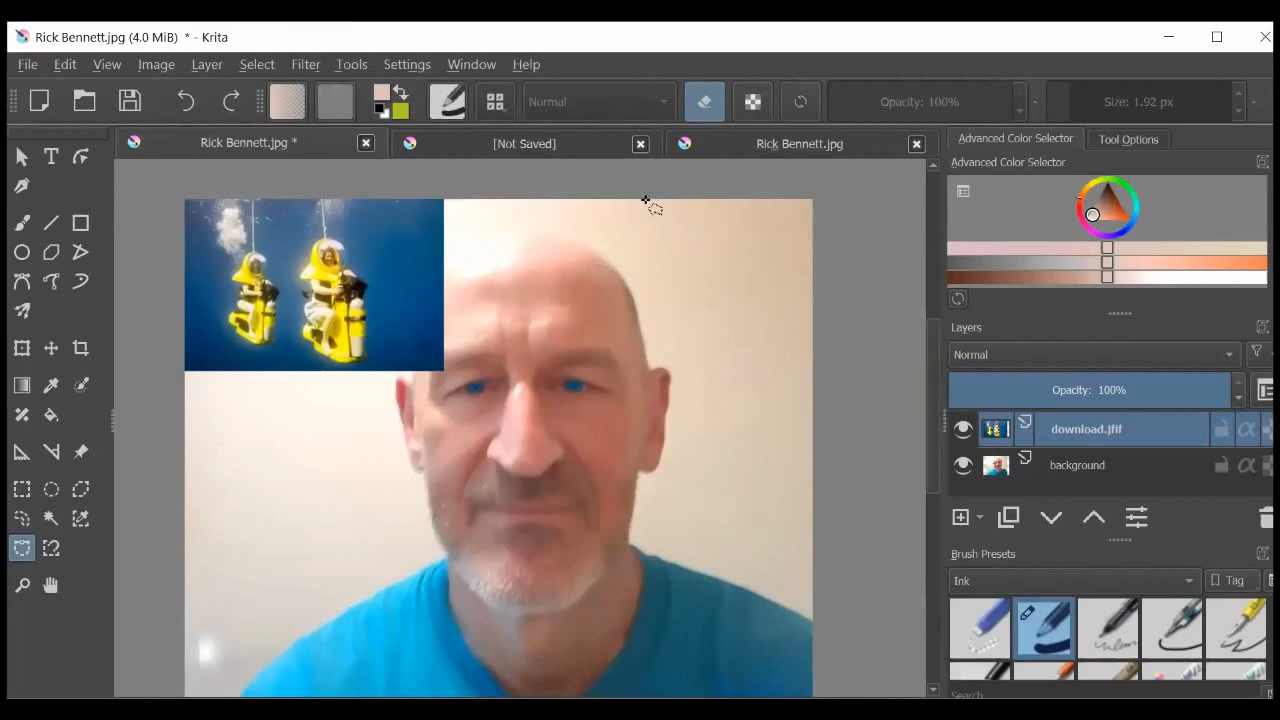 Rick Bennett.jpg (4.0 MiB) * - Krita
File Edit View Image Layer Select Filter Tools Settings Window Help
Normal Opacity: 100% Size: 1.92 px
Rick Bennett.jpg * [Not Saved] Rick Bennett.jpg
Advanced Color Selector Tool Options
Advanced Color Selector
Layers
Normal
Opacity: 100%
download.jfif
background
Brush Presets
Ink Tag
Search